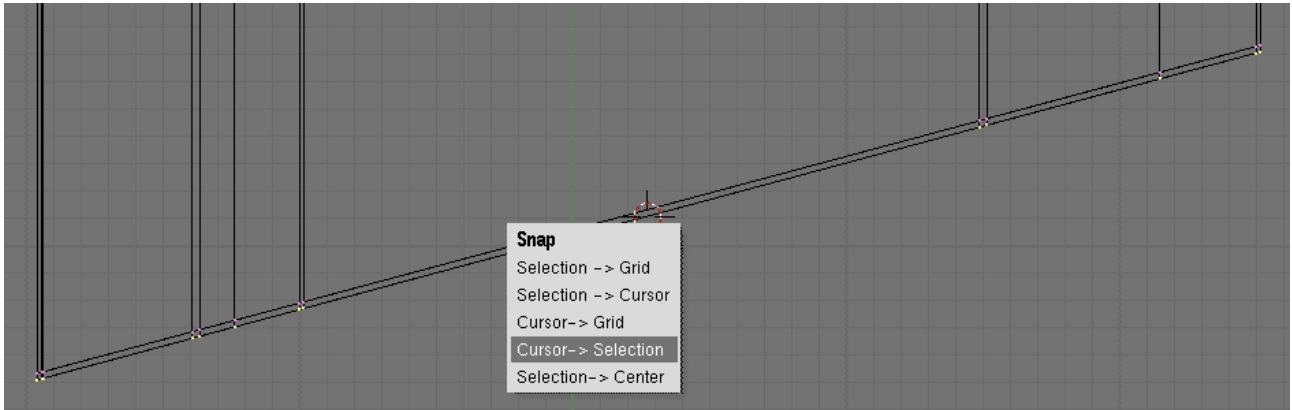 Snap
Selection -> Grid
Selection -> Cursor
Cursor-> Grid
Cursor-> Selection
Selection-> Center